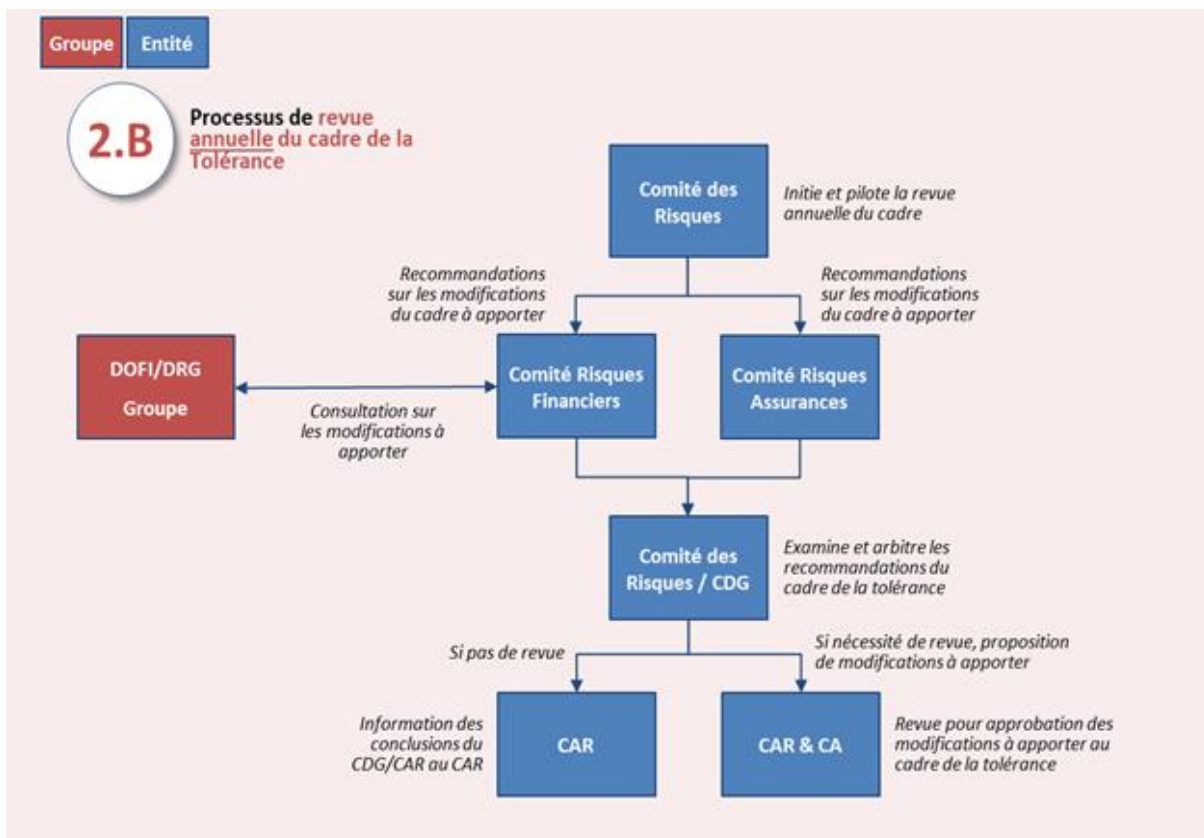 Groupe
Entité
2.B
Processus de revue
annuelle du cadre de la
Tolérance
Comité des
Risques
Initie et pilote la revue
annuelle du cadre
Recommandations
sur les modifications
du cadre à apporter
Recommandations
sur les modifications
du cadre à apporter
DOFI/DRG
Groupe
Consultation sur
les modifications à
apporter
Comité Risques
Financiers
Comité Risques
Assurances
Comité des
Risques / CDG
Examine et arbitre les
recommandations du
cadre de la tolérance
Si pas de revue
Si nécessité de revue, proposition
de modifications à apporter
Information des
conclusions du
CDG/CAR au CAR
CAR
CAR & CA
Revue pour approbation des
modifications à apporter au
cadre de la tolérance